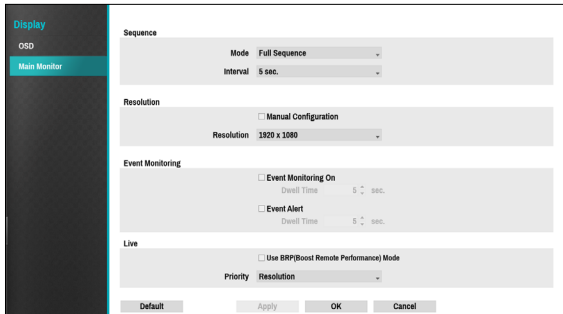 Display
OSD
Main Monitor
Sequence
Mode Full Sequence
Interval 5 sec.
Resolution
Manual Configuration
Resolution 1920 x 1080
Event Monitoring
Event Monitoring On
Dwell Time 5 sec.
Event Alert
Dwell Time 5 sec.
Live
Use BRP(Boost Remote Performance) Mode
Priority Resolution
Default Apply OK Cancel